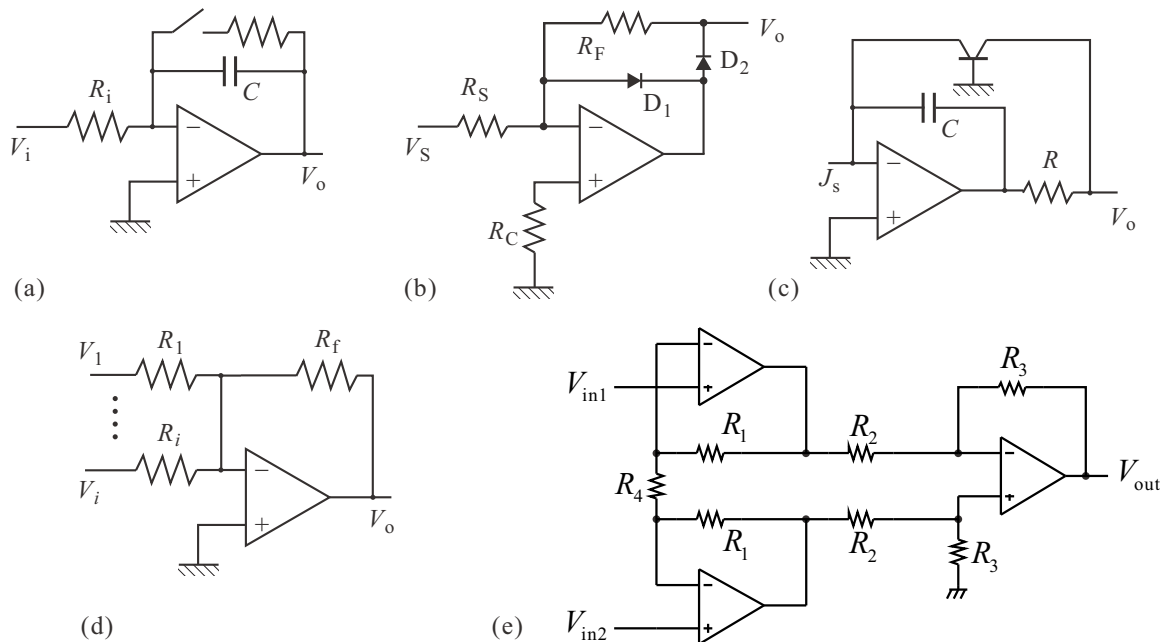 R_i
C
V_i
V_o
−
+
(a)
R_F
V_o
D_2
D_1
R_S
V_S
R_C
−
+
(b)
C
J_s
R
V_o
−
+
(c)
V_1
R_1
R_f
R_i
V_i
V_o
−
+
(d)
V_in1
−
+
R_1
R_2
R_3
R_4
−
+
V_out
R_1
R_2
R_3
−
+
V_in2
(e)